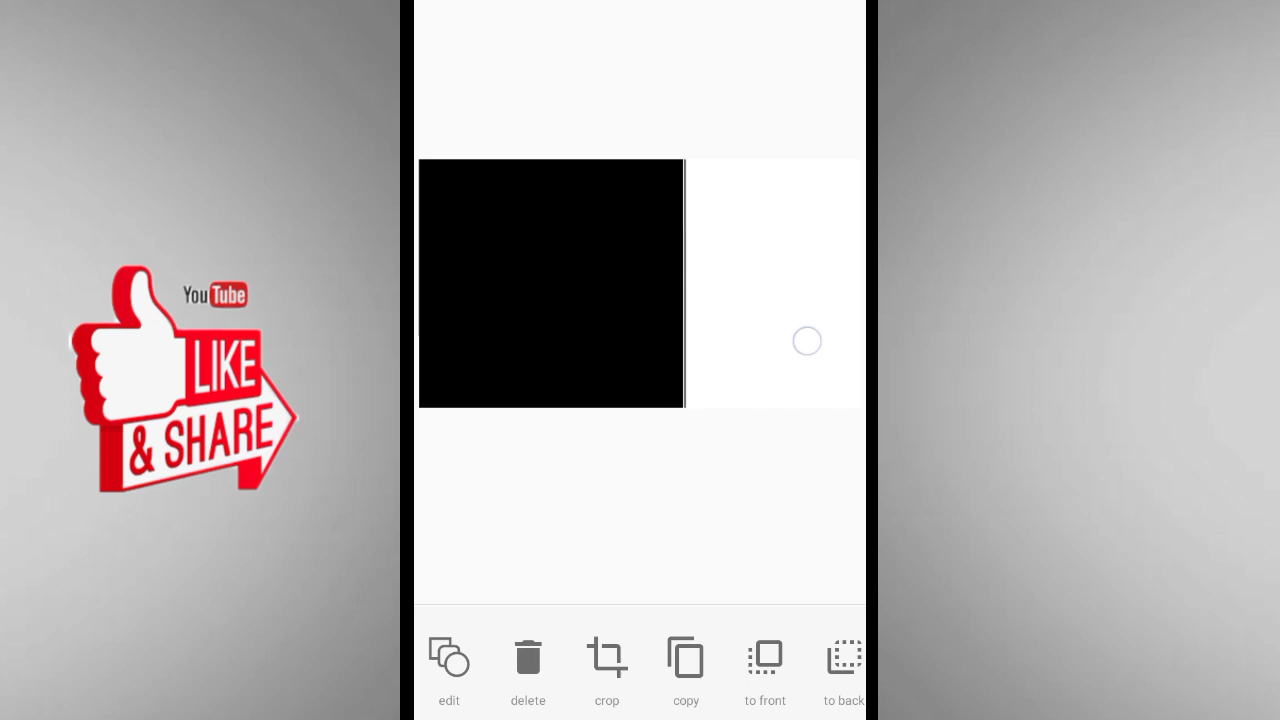 YouTube
LIKE
& SHARE
edit
delete
crop
copy
to front
to back